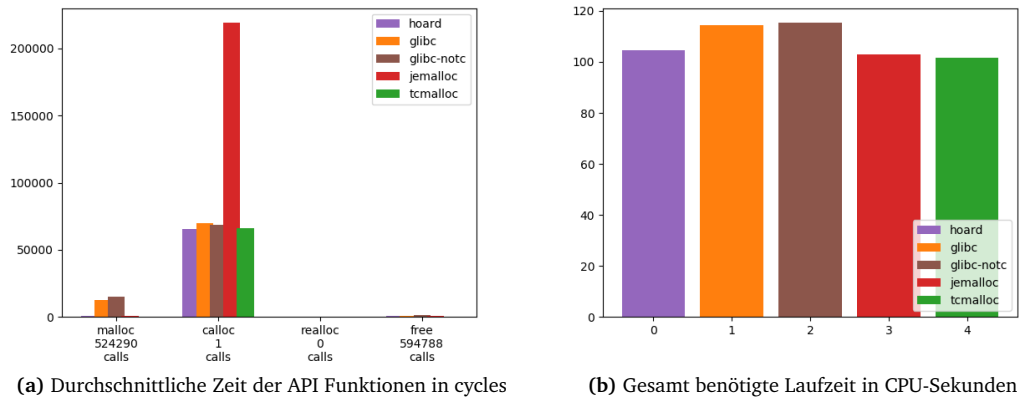 hoard
glibc
glibc-notc
jemalloc
tcmalloc
200000
150000
100000
50000
0
malloc
524290
calls
calloc
1
calls
realloc
0
calls
free
594788
calls
(a) Durchschnittliche Zeit der API Funktionen in cycles
120
100
80
60
40
20
0
hoard
glibc
glibc-notc
jemalloc
tcmalloc
0 1 2 3 4
(b) Gesamt benötigte Laufzeit in CPU-Sekunden